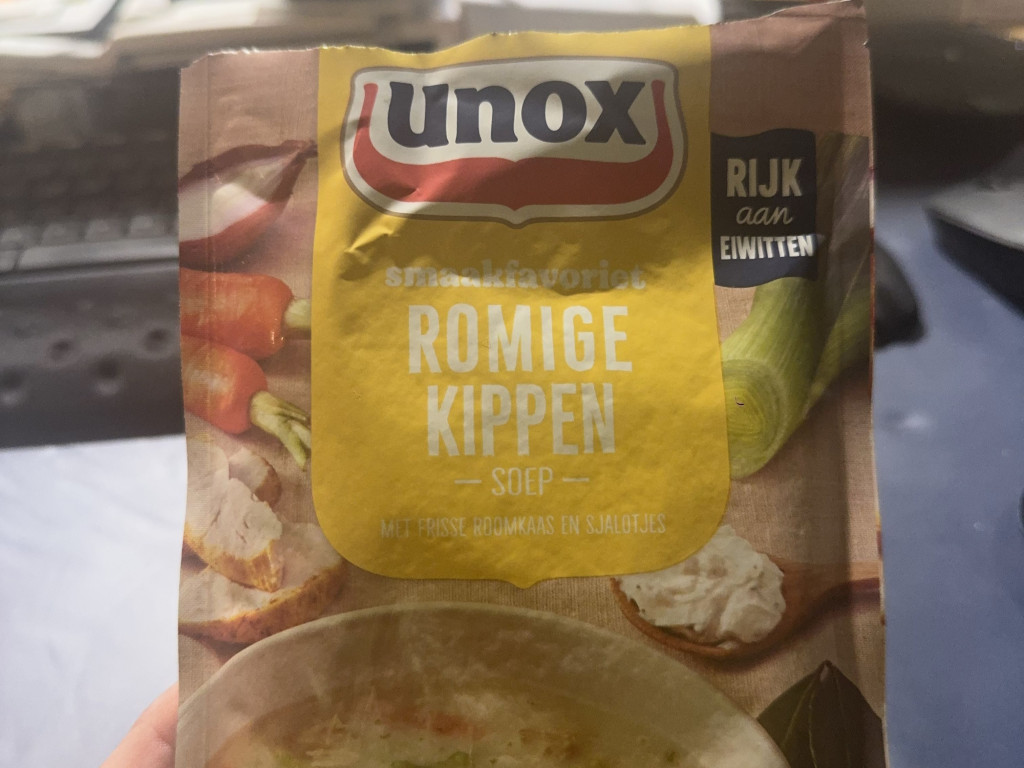 unox
RIJK
aan
EIWITTEN
smaakfavoriet
ROMIGE
KIPPEN
— SOEP —
MET FRISSE ROOMKAAS EN SJALOTJES